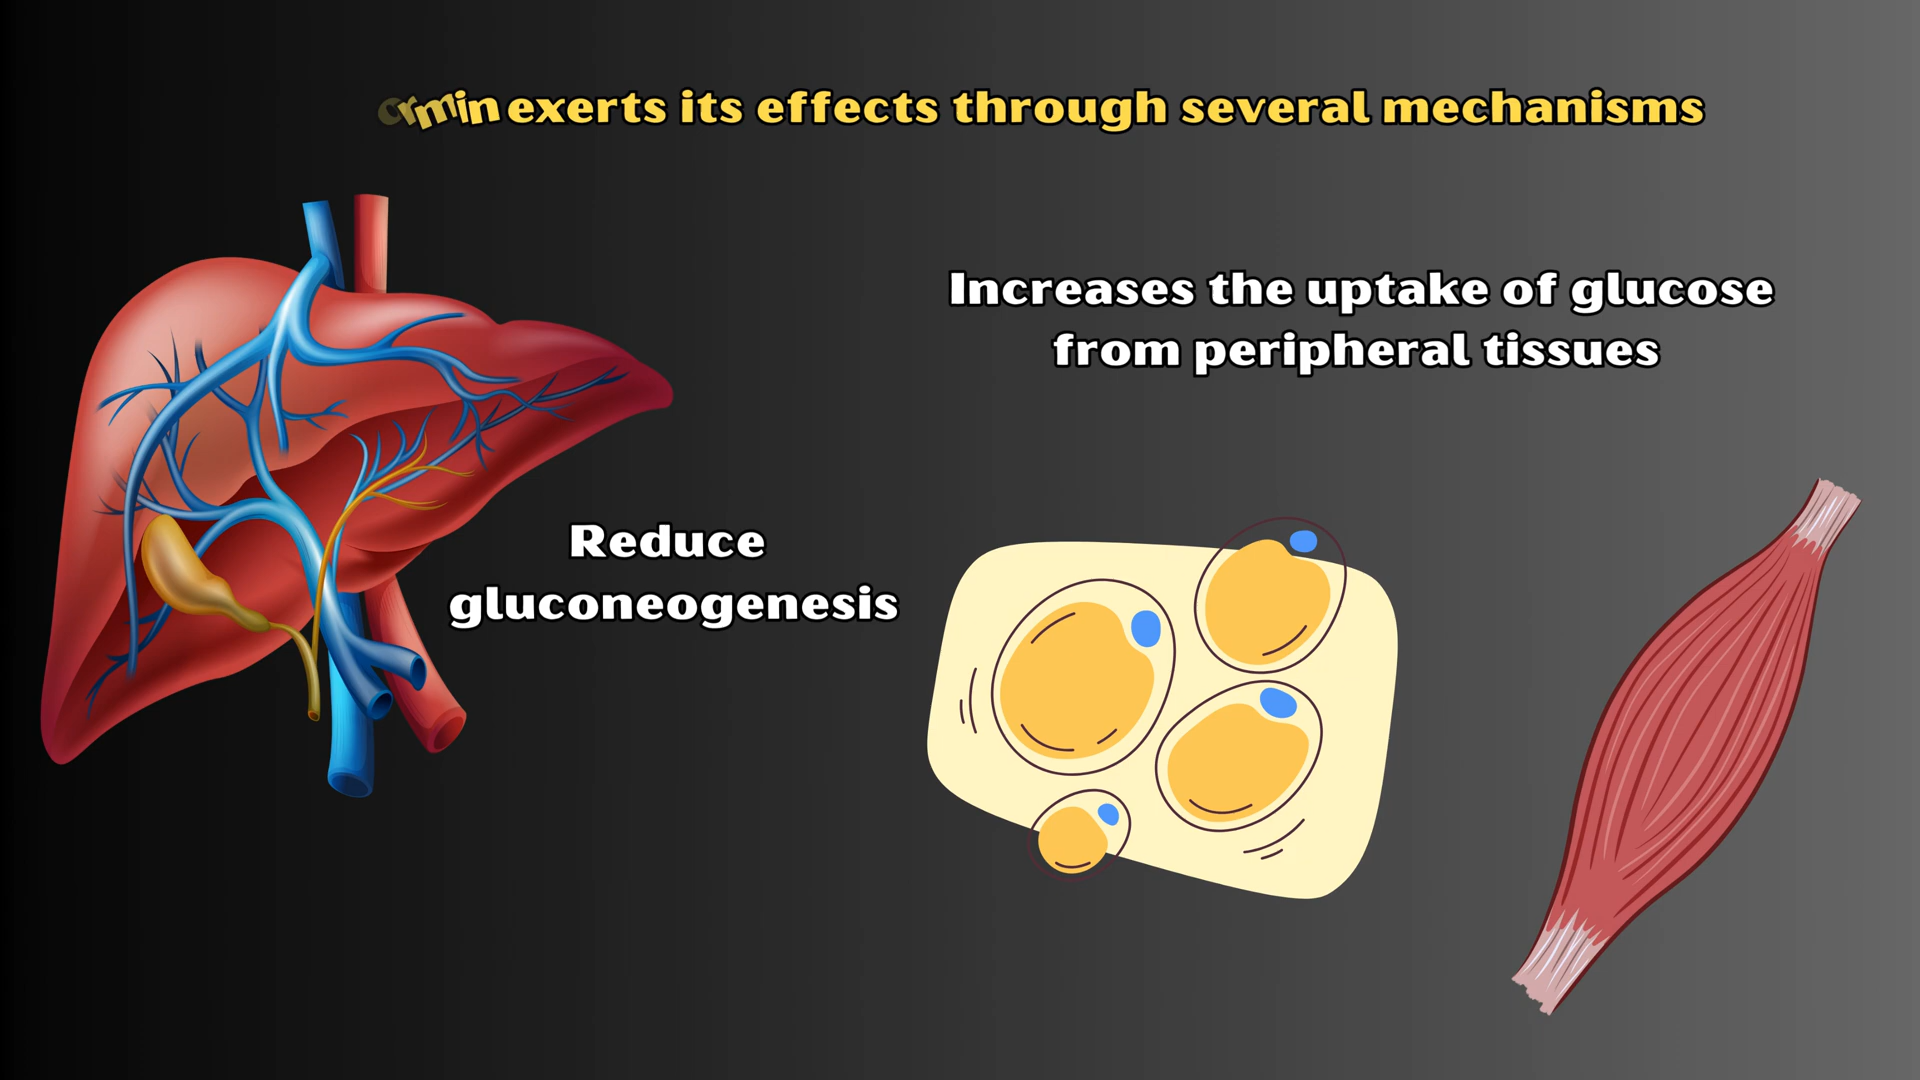 exerts its effects through several mechanisms
Increases the uptake of glucose
from peripheral tissues
Reduce
gluconeogenesis